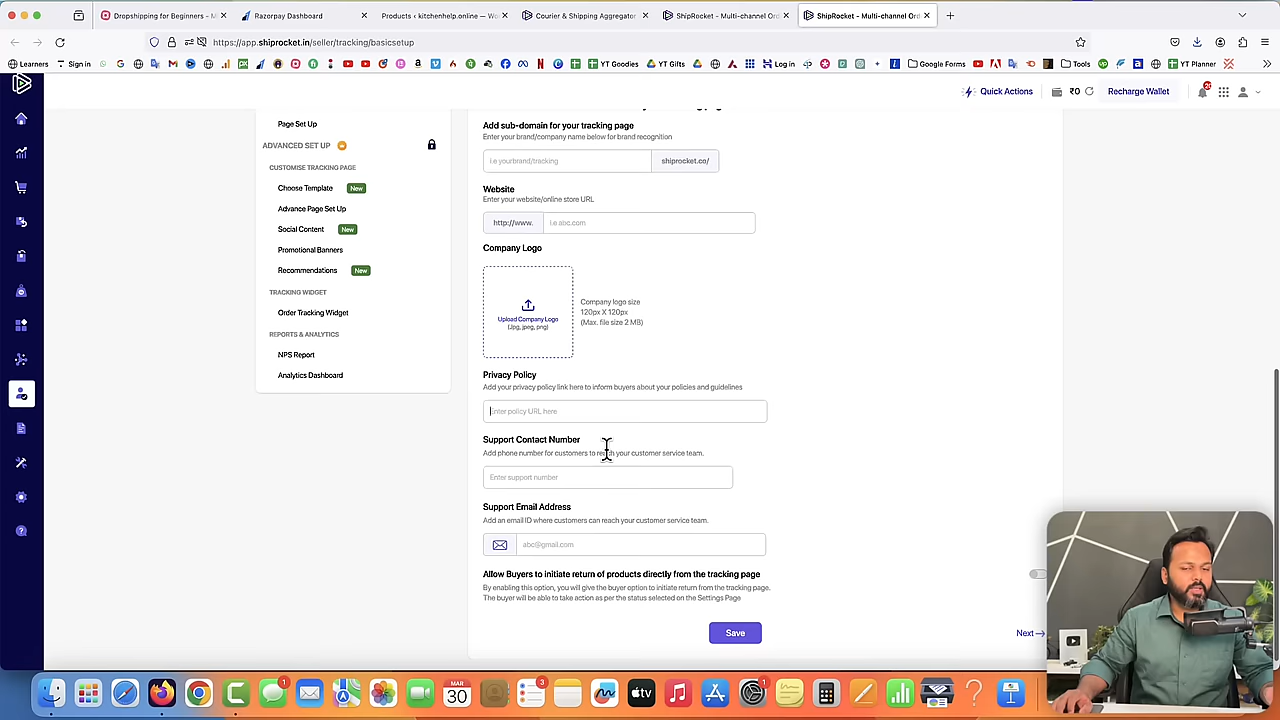 Dropshipping for Beginners - M
Razorpay Dashboard
Products ‹ kitchenhelp.online — Wo
Courier & Shipping Aggregator
ShipRocket - Multi-channel Ord
ShipRocket - Multi-channel Ord
https://app.shiprocket.in/seller/tracking/basicsetup
Learners
Sign in
YT Goodies
YT Gifts
Log in
Google Forms
Tools
YT Planner
Quick Actions
₹0
Recharge Wallet
Page Set Up
ADVANCED SET UP
CUSTOMISE TRACKING PAGE
Choose Template New
Advance Page Set Up
Social Content New
Promotional Banners
Recommendations New
TRACKING WIDGET
Order Tracking Widget
REPORTS & ANALYTICS
NPS Report
Analytics Dashboard
Add sub-domain for your tracking page
Enter your brand/company name below for brand recognition
i.e yourbrand/tracking
shiprocket.co/
Website
Enter your website/online store URL
http://www.
i.e abc.com
Company Logo
Upload Company Logo
(Jpg, jpeg, png)
Company logo size
120px X 120px
(Max. file size 2 MB)
Privacy Policy
Add your privacy policy link here to inform buyers about your policies and guidelines
Enter policy URL here
Support Contact Number
Add phone number for customers to reach your customer service team.
Enter support number
Support Email Address
Add an email ID where customers can reach your customer service team.
abc@gmail.com
Allow Buyers to initiate return of products directly from the tracking page
By enabling this option, you will give the buyer option to initiate return from the tracking page.
The buyer will be able to take action as per the status selected on the Settings Page
Save
Next
MAR
30
1
3
tv
1